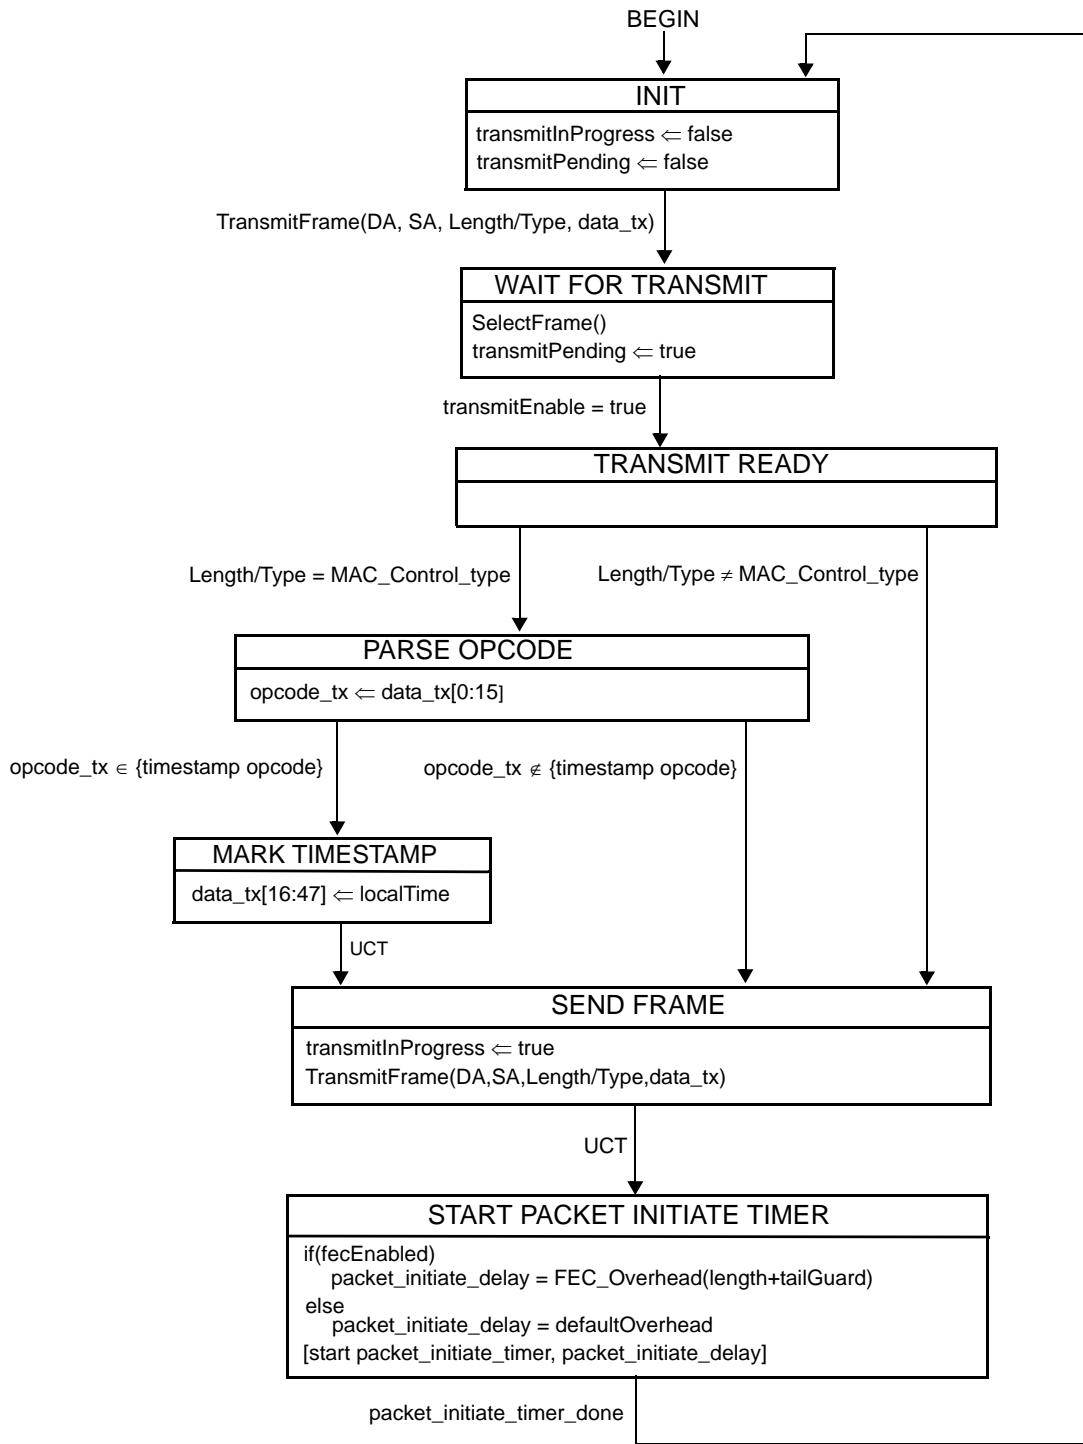 BEGIN
INIT
transmitInProgress ⇐ false
transmitPending ⇐ false
TransmitFrame(DA, SA, Length/Type, data_tx)
WAIT FOR TRANSMIT
SelectFrame()
transmitPending ⇐ true
transmitEnable = true
TRANSMIT READY
Length/Type = MAC_Control_type
Length/Type ≠ MAC_Control_type
PARSE OPCODE
opcode_tx ⇐ data_tx[0:15]
opcode_tx ∈ {timestamp opcode}
opcode_tx ∉ {timestamp opcode}
MARK TIMESTAMP
data_tx[16:47] ⇐ localTime
UCT
SEND FRAME
transmitInProgress ⇐ true
TransmitFrame(DA,SA,Length/Type,data_tx)
UCT
START PACKET INITIATE TIMER
if(fecEnabled)
packet_initiate_delay = FEC_Overhead(length+tailGuard)
else
packet_initiate_delay = defaultOverhead
[start packet_initiate_timer, packet_initiate_delay]
packet_initiate_timer_done